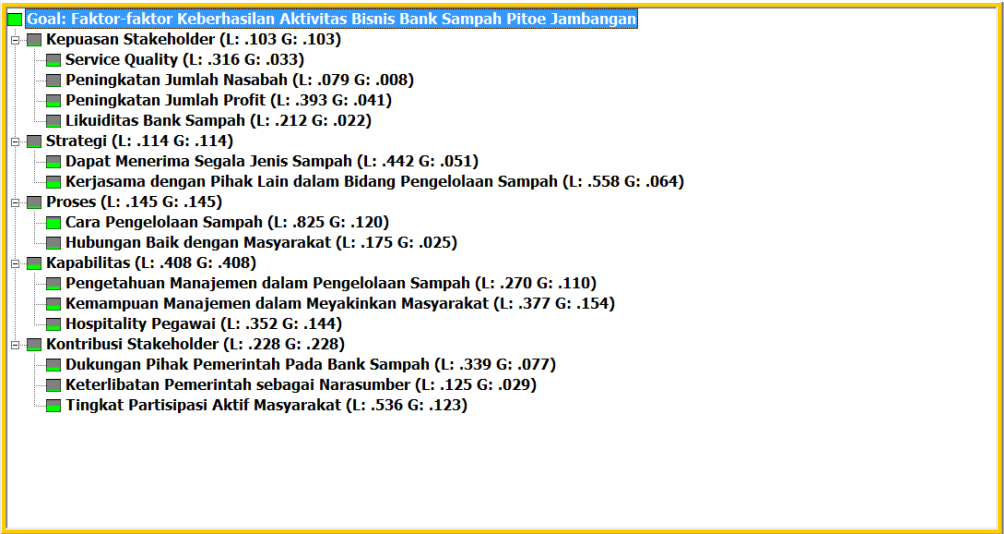 Goal: Faktor-faktor Keberhasilan Aktivitas Bisnis Bank Sampah Pitoe Jambangan
Kepuasan Stakeholder (L: .103 G: .103)
Service Quality (L: .316 G: .033)
Peningkatan Jumlah Nasabah (L: .079 G: .008)
Peningkatan Jumlah Profit (L: .393 G: .041)
Likuiditas Bank Sampah (L: .212 G: .022)
Strategi (L: .114 G: .114)
Dapat Menerima Segala Jenis Sampah (L: .442 G: .051)
Kerjasama dengan Pihak Lain dalam Bidang Pengelolaan Sampah (L: .558 G: .064)
Proses (L: .145 G: .145)
Cara Pengelolaan Sampah (L: .825 G: .120)
Hubungan Baik dengan Masyarakat (L: .175 G: .025)
Kapabilitas (L: .408 G: .408)
Pengetahuan Manajemen dalam Pengelolaan Sampah (L: .270 G: .110)
Kemampuan Manajemen dalam Meyakinkan Masyarakat (L: .377 G: .154)
Hospitality Pegawai (L: .352 G: .144)
Kontribusi Stakeholder (L: .228 G: .228)
Dukungan Pihak Pemerintah Pada Bank Sampah (L: .339 G: .077)
Keterlibatan Pemerintah sebagai Narasumber (L: .125 G: .029)
Tingkat Partisipasi Aktif Masyarakat (L: .536 G: .123)